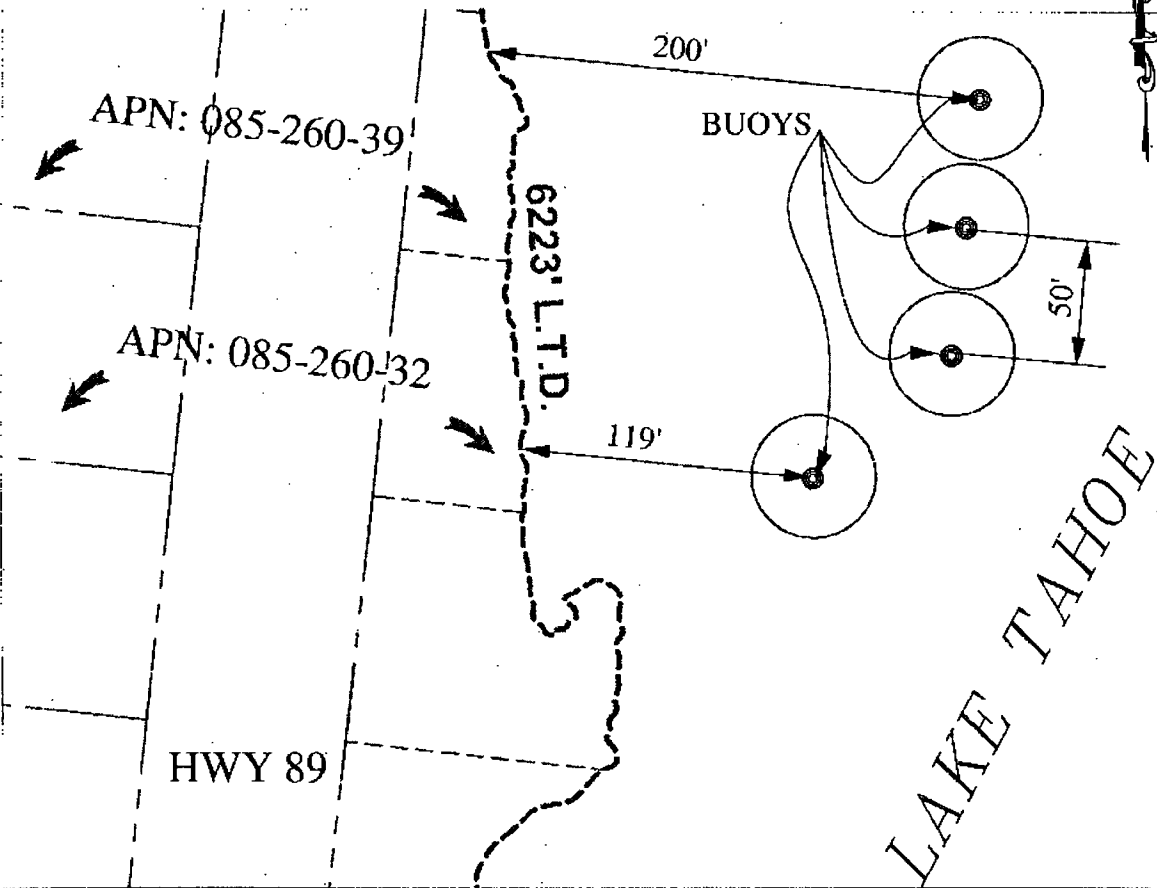 200'
BUOYS
APN: 085-260-39
6223' L.T.D.
50'
APN: 085-260-32
119'
LAKE TAHOE
HWY 89